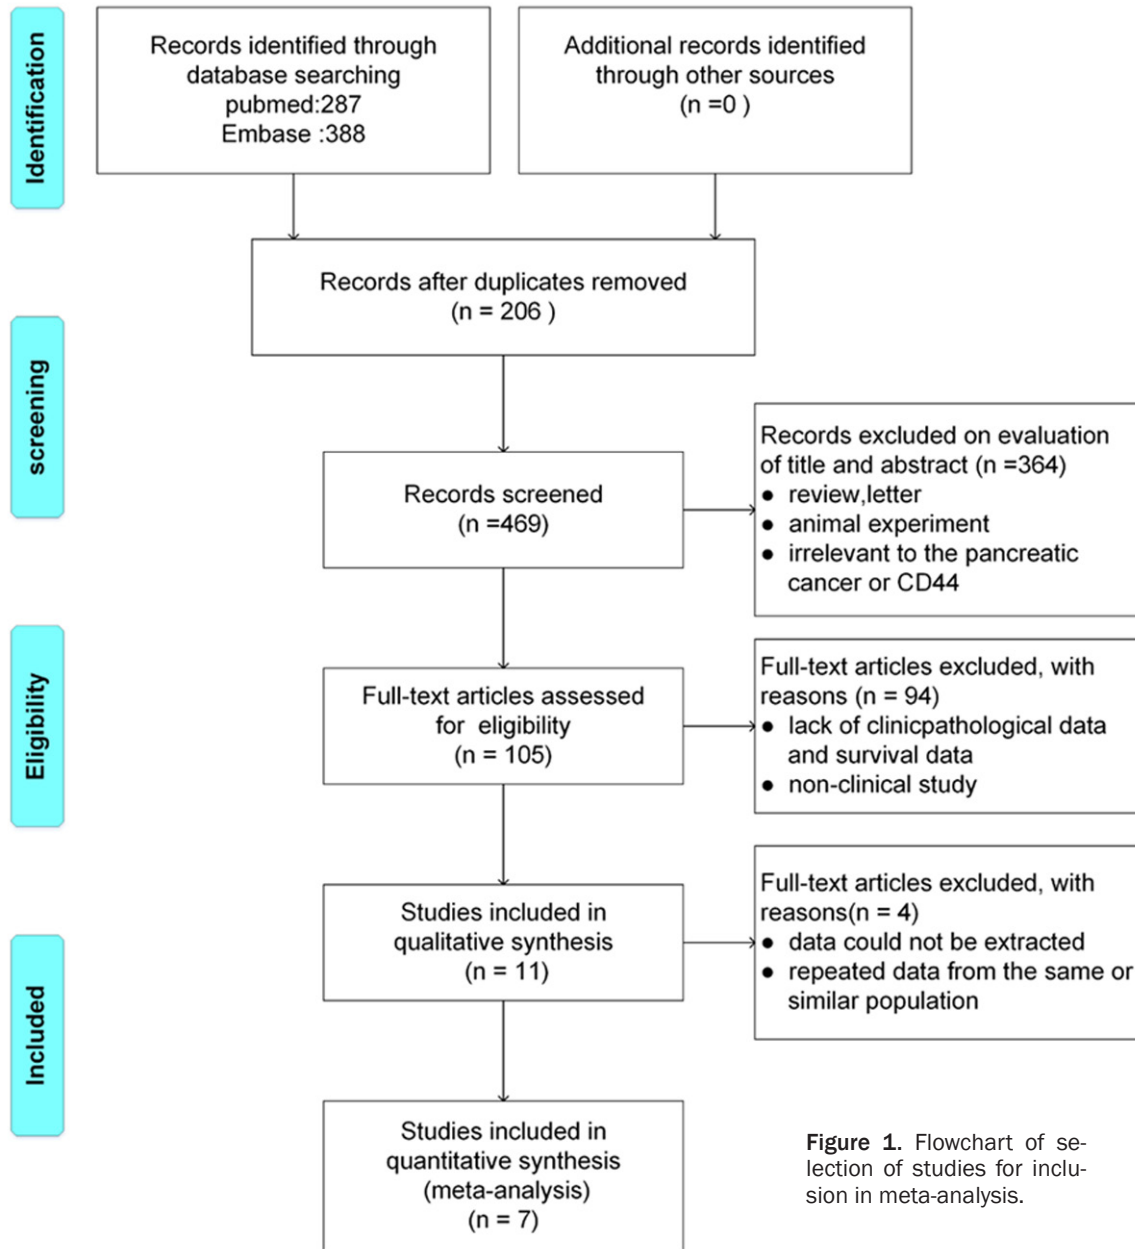 Identification
Records identified through
database searching
pubmed:287
Embase :388
Additional records identified
through other sources
(n =0 )
Records after duplicates removed
(n = 206 )
screening
Records screened
(n =469)
Records excluded on evaluation
of title and abstract (n =364)
● review,letter
● animal experiment
● irrelevant to the pancreatic
cancer or CD44
Eligibility
Full-text articles assessed
for eligibility
(n = 105)
Full-text articles excluded, with
reasons (n = 94)
● lack of clinicpathological data
and survival data
● non-clinical study
Included
Studies included in
qualitative synthesis
(n = 11)
Full-text articles excluded, with
reasons(n = 4)
● data could not be extracted
● repeated data from the same or
similar population
Studies included in
quantitative synthesis
(meta-analysis)
(n = 7)
Figure 1. Flowchart of se-
lection of studies for inclu-
sion in meta-analysis.